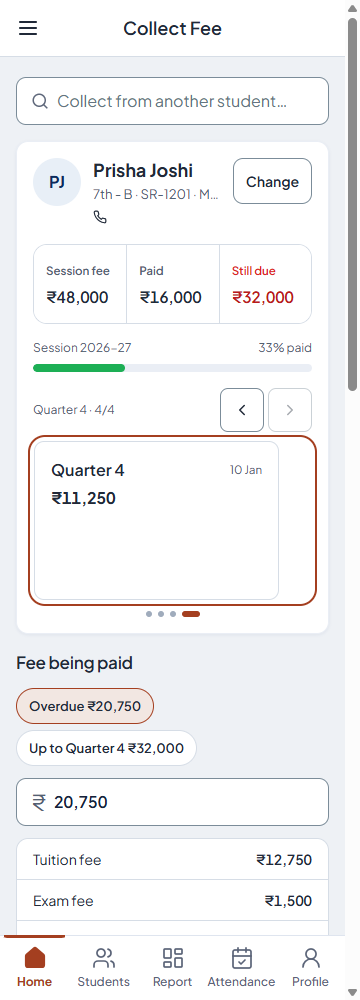 Collect Fee
Collect from another student…
PJ
Prisha Joshi
7th - B · SR-1201 · M…
Change
Session fee
₹48,000
Paid
₹16,000
Still due
₹32,000
Session 2026–27
33% paid
Quarter 4 · 4/4
Quarter 4
10 Jan
₹11,250
Fee being paid
Overdue ₹20,750
Up to Quarter 4 ₹32,000
₹ 20,750
Tuition fee
₹12,750
Exam fee
₹1,500
Home
Students
Report
Attendance
Profile